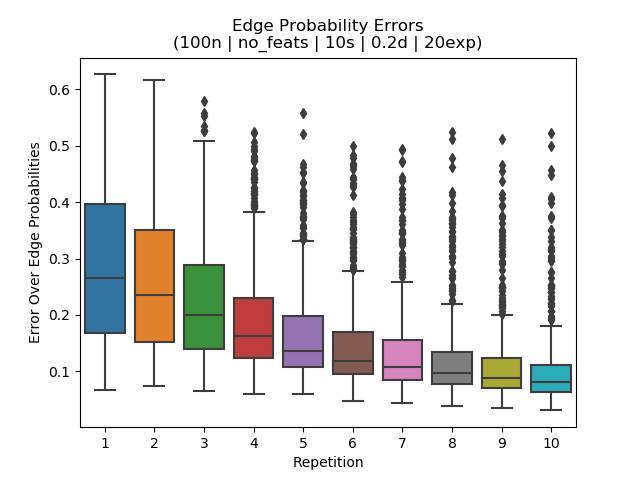 Edge Probability Errors
(100n | no_feats | 10s | 0.2d | 20exp)
Error Over Edge Probabilities
0.6
0.5
0.4
0.3
0.2
0.1
1 2 3 4 5 6 7 8 9 10
Repetition